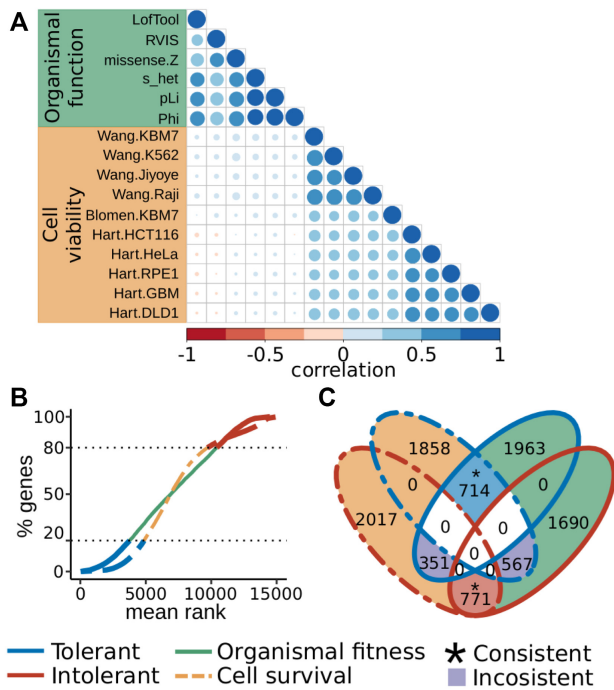 A
Organismal
function
LofTool
RVIS
missense.Z
s_het
pLi
Phi
Cell
viability
Wang.KBM7
Wang.K562
Wang.Jiyoye
Wang.Raji
Blomen.KBM7
Hart.HCT116
Hart.HeLa
Hart.RPE1
Hart.GBM
Hart.DLD1
-1 -0.5 0 0.5 1
correlation
B
% genes
100
80
50
20
0
0 5000 10000 15000
mean rank
C
1858 1963
* 714
0 0
2017 1690
0 0
351 0 567
0 0
* 771
Tolerant Organismal fitness * Consistent
Intolerant Cell survival Incosistent